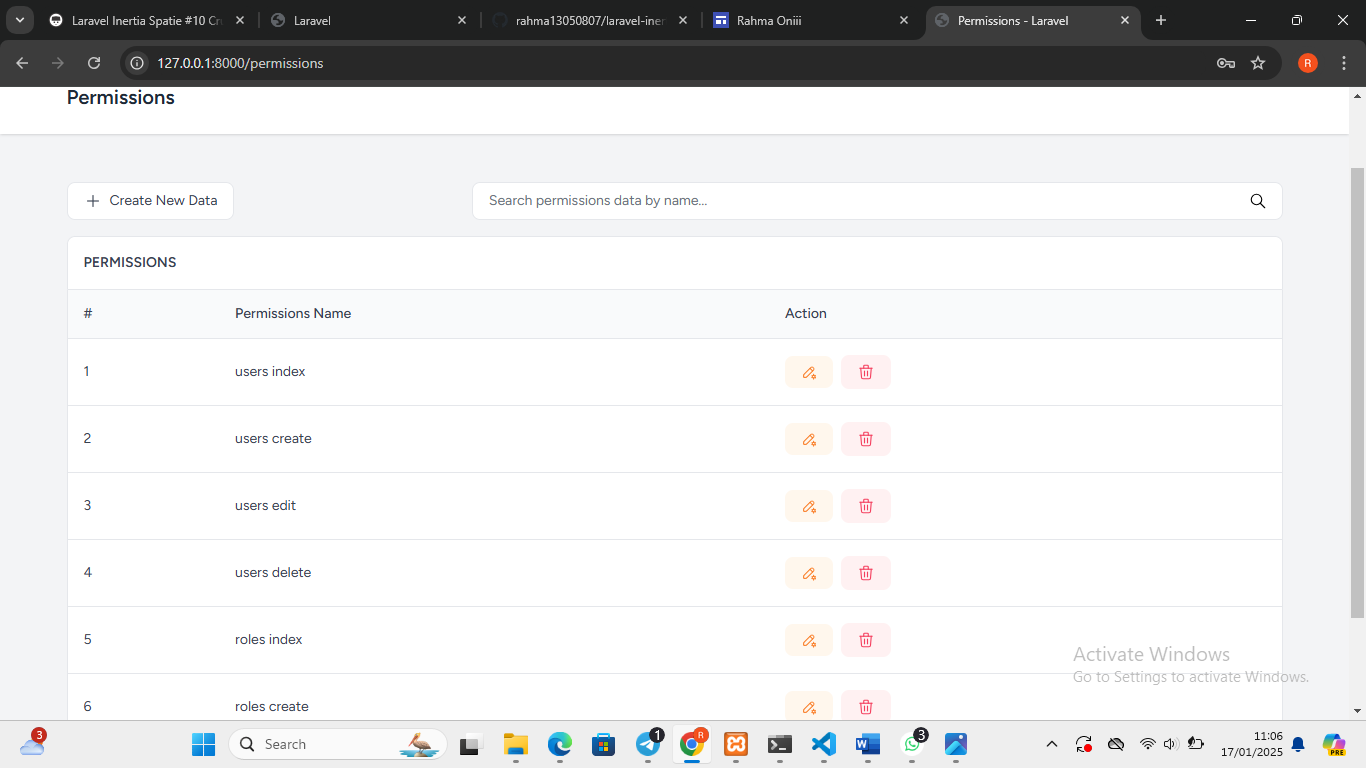 Laravel Inertia Spatie #10 Cru
Laravel
rahma13050807/laravel-iner
Rahma Oniii
Permissions - Laravel
127.0.0.1:8000/permissions
R
Permissions
Create New Data
Search permissions data by name...
PERMISSIONS
# Permissions Name Action
1 users index
2 users create
3 users edit
4 users delete
5 roles index
6 roles create
Activate Windows
Go to Settings to activate Windows.
3
Search
1
R
3
PRE
11:06
17/01/2025